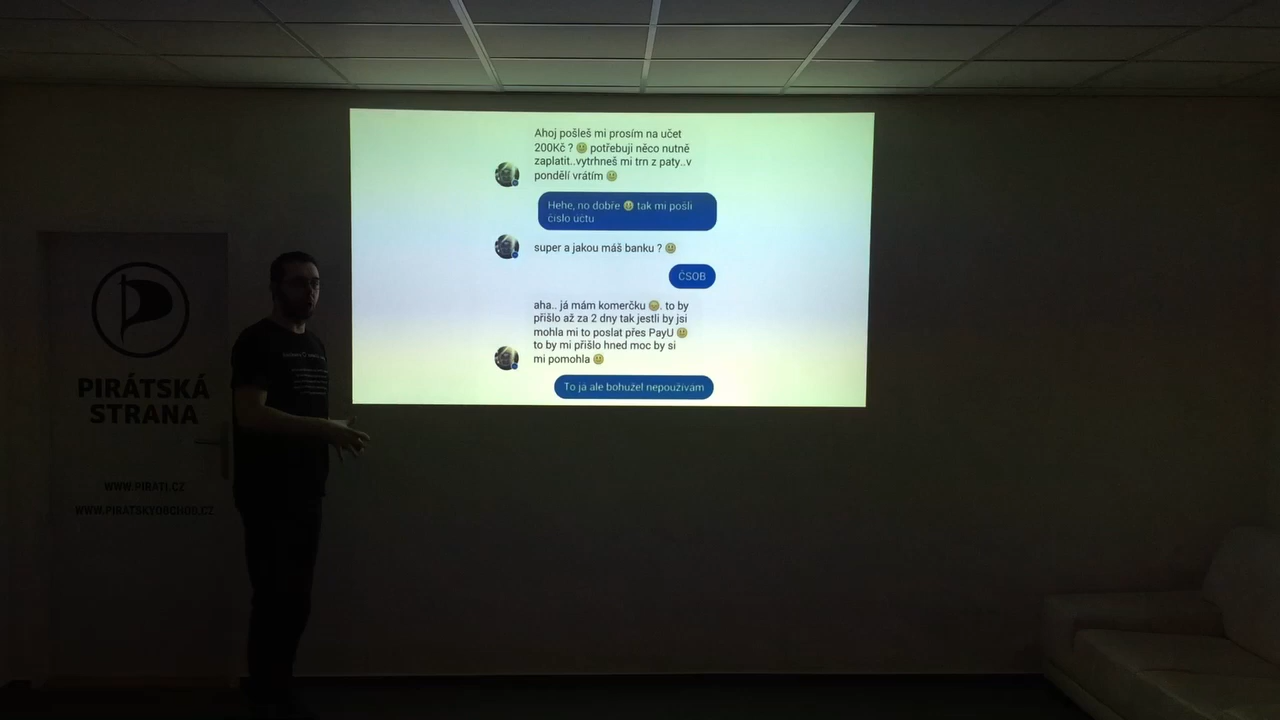 Ahoj pošleš mi prosím na učet
200Kč ? potřebuji něco nutně
zaplatit..vytrhneš mi trn z paty..v
pondělí vrátím
Hehe, no dobře tak mi pošli
číslo účtu
super a jakou máš banku ?
ČSOB
aha.. já mám komerčku . to by
přišlo až za 2 dny tak jestli by jsi
mohla mi to poslat přes PayU
to by mi přišlo hned moc by si
mi pomohla
To já ale bohužel nepoužívám
PIRÁTSKÁ
STRANA
WWW.PIRATI.CZ
WWW.PIRATSKYOBCHOD.CZ